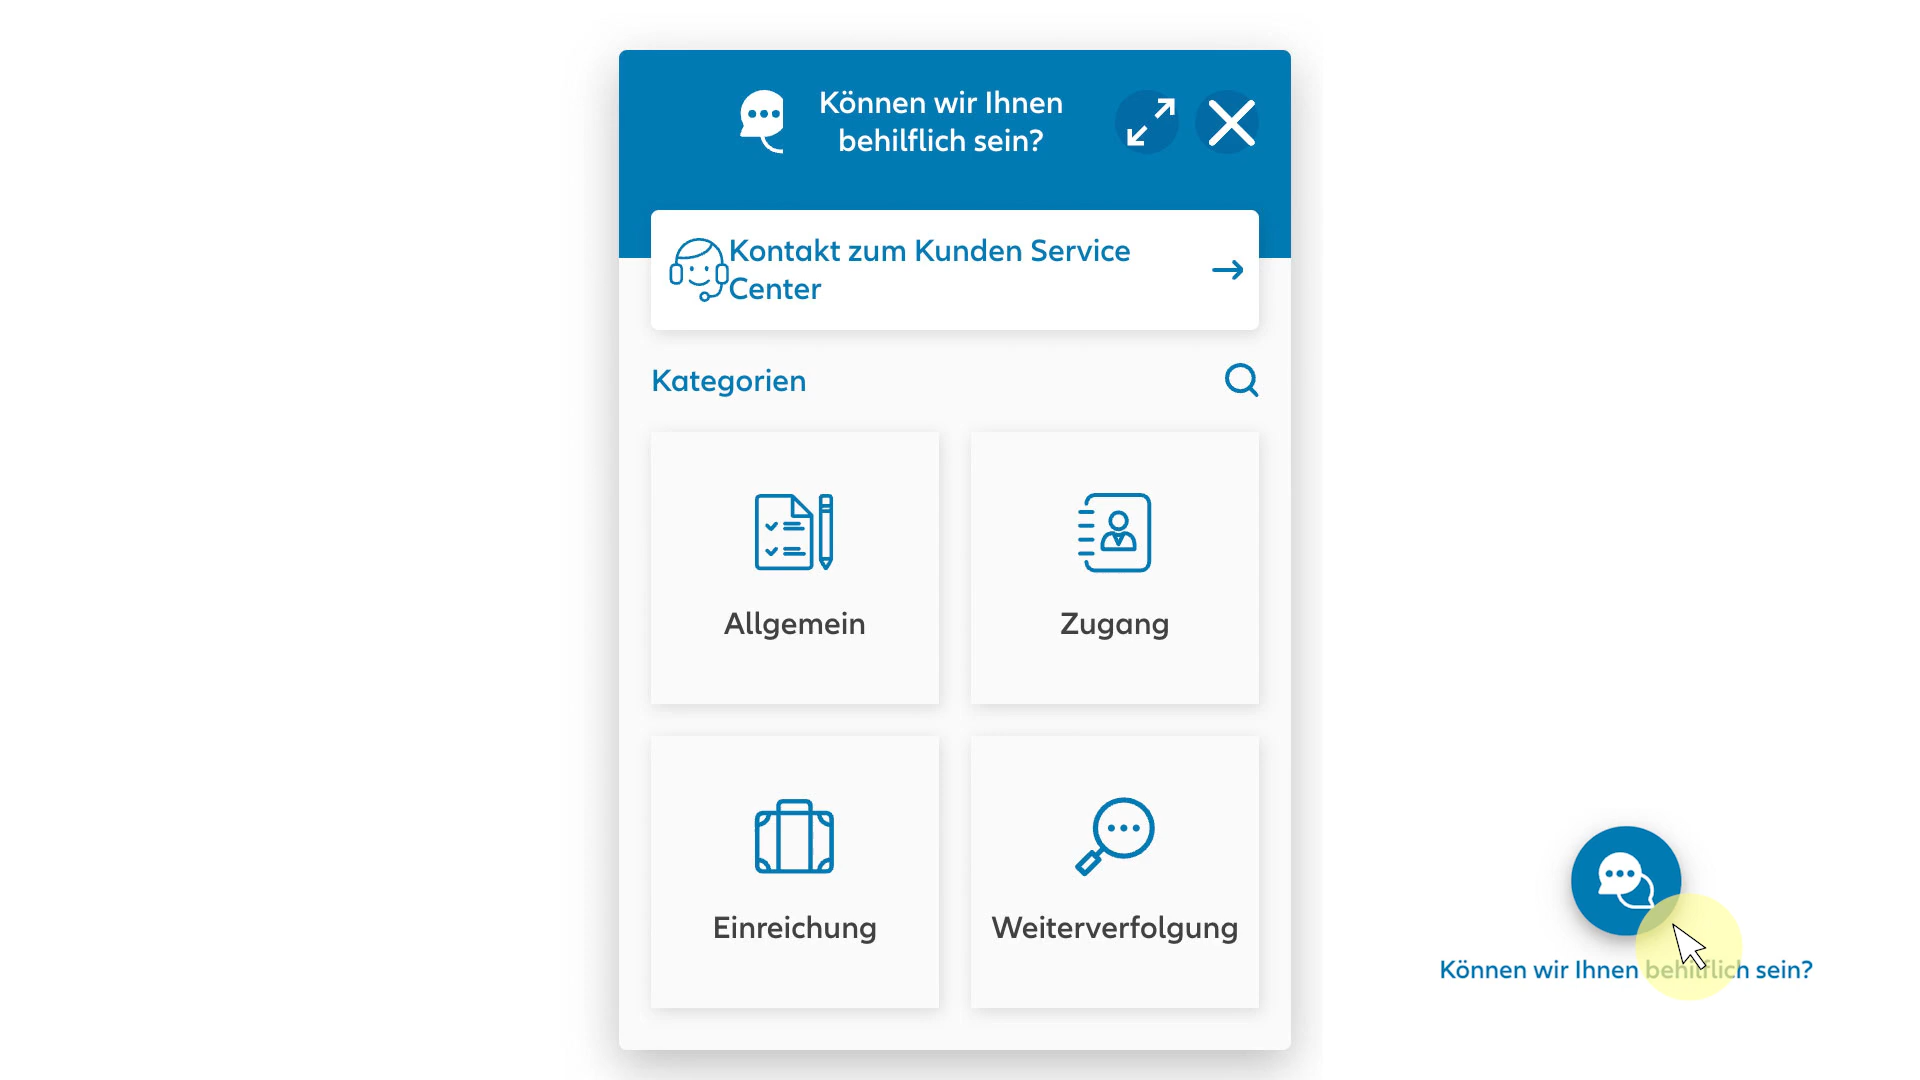 Können wir Ihnen
behilflich sein?
Kontakt zum Kunden Service
Center
Kategorien
Allgemein
Zugang
Einreichung
Weiterverfolgung
Können wir Ihnen behilflich sein?